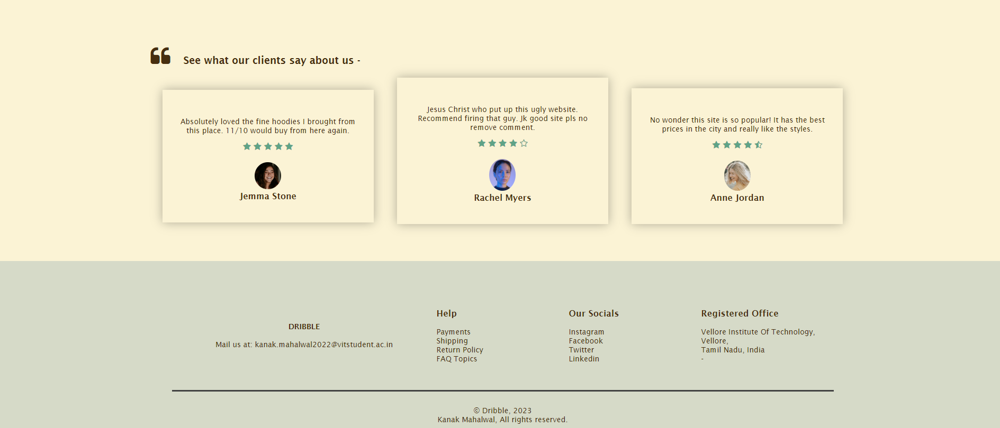 See what our clients say about us -
Absolutely loved the fine hoodies I brought from
this place. 11/10 would buy from here again.
Jemma Stone
Jesus Christ who put up this ugly website.
Recommend firing that guy. Jk good site pls no
remove comment.
Rachel Myers
No wonder this site is so popular! It has the best
prices in the city and really like the styles.
Anne Jordan
DRIBBLE
Mail us at: kanak.mahalwal2022@vitstudent.ac.in
Help
Payments
Shipping
Return Policy
FAQ Topics
Our Socials
Instagram
Facebook
Twitter
Linkedin
Registered Office
Vellore Institute Of Technology,
Vellore,
Tamil Nadu, India
-
© Dribble, 2023
Kanak Mahalwal, All rights reserved.